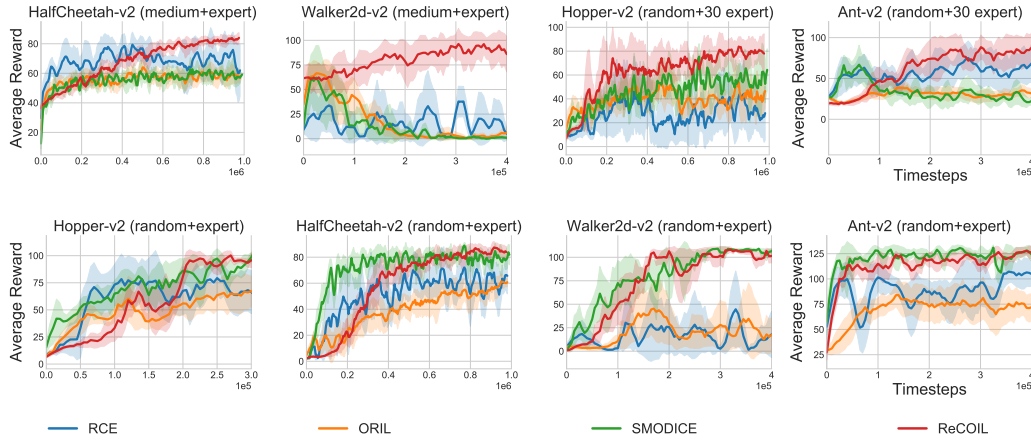 HalfCheetah-v2 (medium+expert)
Walker2d-v2 (medium+expert)
Hopper-v2 (random+30 expert)
Ant-v2 (random+30 expert)
Average Reward
80
60
40
20
0.0 0.2 0.4 0.6 0.8 1.0
1e6
100
75
50
25
0
0 1 2 3 4
1e5
100
80
60
40
20
0
0.0 0.2 0.4 0.6 0.8 1.0
1e6
Average Reward
100
50
0
0 1 2 3 4
1e5
Timesteps
Hopper-v2 (random+expert)
HalfCheetah-v2 (random+expert)
Walker2d-v2 (random+expert)
Ant-v2 (random+expert)
Average Reward
100
75
50
25
0
0.0 0.5 1.0 1.5 2.0 2.5 3.0
1e5
80
60
40
20
0
0.0 0.2 0.4 0.6 0.8 1.0
1e6
100
75
50
25
0
0 1 2 3 4
1e5
Average Reward
125
100
75
50
25
0 1 2 3 4
1e5
Timesteps
RCE ORIL SMODICE ReCOIL